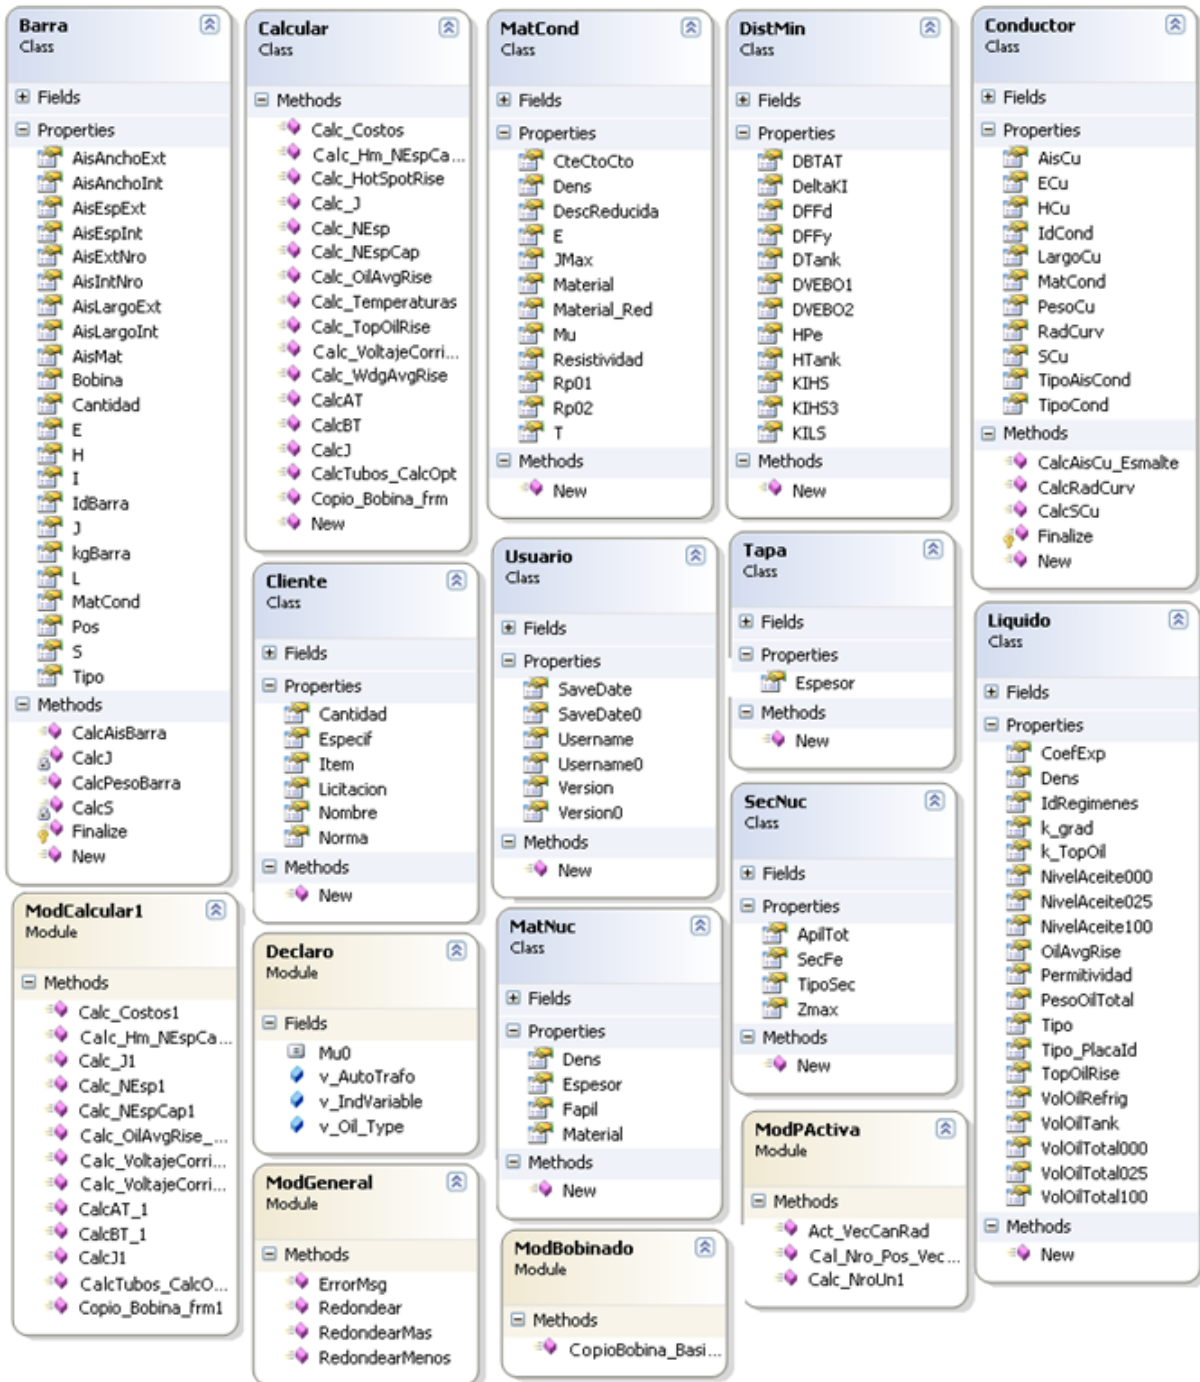 Barra
Class
Fields
Properties
AisAnchoExt
AisAnchoInt
AisEspExt
AisEspInt
AisExtNro
AisIntNro
AisLargoExt
AisLargoInt
AisMat
Bobina
Cantidad
E
H
I
IdBarra
J
kgBarra
L
MatCond
Pos
S
Tipo
Methods
CalcAisBarra
CalcJ
CalcPesoBarra
CalcS
Finalize
New
ModCalcular1
Module
Methods
Calc_Costos1
Calc_Hm_NEspCa...
Calc_J1
Calc_NEsp1
Calc_NEspCap1
Calc_OilAvgRise_...
Calc_VoltajeCorri...
Calc_VoltajeCorri...
CalcAT_1
CalcBT_1
CalcJ1
CalcTubos_CalcO...
Copio_Bobina_frm1
Calcular
Class
Methods
Calc_Costos
Calc_Hm_NEspCa...
Calc_HotSpotRise
Calc_J
Calc_NEsp
Calc_NEspCap
Calc_OilAvgRise
Calc_Temperaturas
Calc_TopOilRise
Calc_VoltajeCorri...
Calc_WdgAvgRise
CalcAT
CalcBT
CalcJ
CalcTubos_CalcOpt
Copio_Bobina_frm
New
Cliente
Class
Fields
Properties
Cantidad
Especif
Item
Licitacion
Nombre
Norma
Methods
New
Declaro
Module
Fields
Mu0
v_AutoTrafo
v_IndVariable
v_Oil_Type
ModGeneral
Module
Methods
ErrorMsg
Redondear
RedondearMas
RedondearMenos
MatCond
Class
Fields
Properties
CteCtoCto
Dens
DescReducida
E
JMax
Material
Material_Red
Mu
Resistividad
Rp01
Rp02
T
Methods
New
Usuario
Class
Fields
Properties
SaveDate
SaveDate0
Username
Username0
Version
Version0
Methods
New
MatNuc
Class
Fields
Properties
Dens
Espesor
Fapil
Material
Methods
New
ModBobinado
Module
Methods
CopioBobina_Basi...
DistMin
Class
Fields
Properties
DBTAT
DeltaKI
DFFd
DFFy
DTank
DVEBO1
DVEBO2
HPe
HTank
KIHS
KIHS3
KILS
Methods
New
Tapa
Class
Fields
Properties
Espesor
Methods
New
SecNuc
Class
Fields
Properties
ApilTot
SecFe
TipoSec
Zmax
Methods
New
ModPActiva
Module
Methods
Act_VecCanRad
Cal_Nro_Pos_Vec...
Calc_NroUn1
Conductor
Class
Fields
Properties
AisCu
ECu
HCu
IdCond
LargoCu
MatCond
PesoCu
RadCurv
SCu
TipoAisCond
TipoCond
Methods
CalcAisCu_Esmalte
CalcRadCurv
CalcSCu
Finalize
New
Liquido
Class
Fields
Properties
CoefExp
Dens
IdRegimenes
k_grad
k_TopOil
NivelAceite000
NivelAceite025
NivelAceite100
OilAvgRise
Permitividad
PesoOilTotal
Tipo
Tipo_PlacaId
TopOilRise
VolOilRefrig
VolOilTank
VolOilTotal000
VolOilTotal025
VolOilTotal100
Methods
New